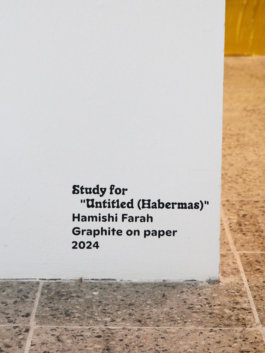 Study for
"Untitled (Habermas)"
Hamishi Farah
Graphite on paper
2024